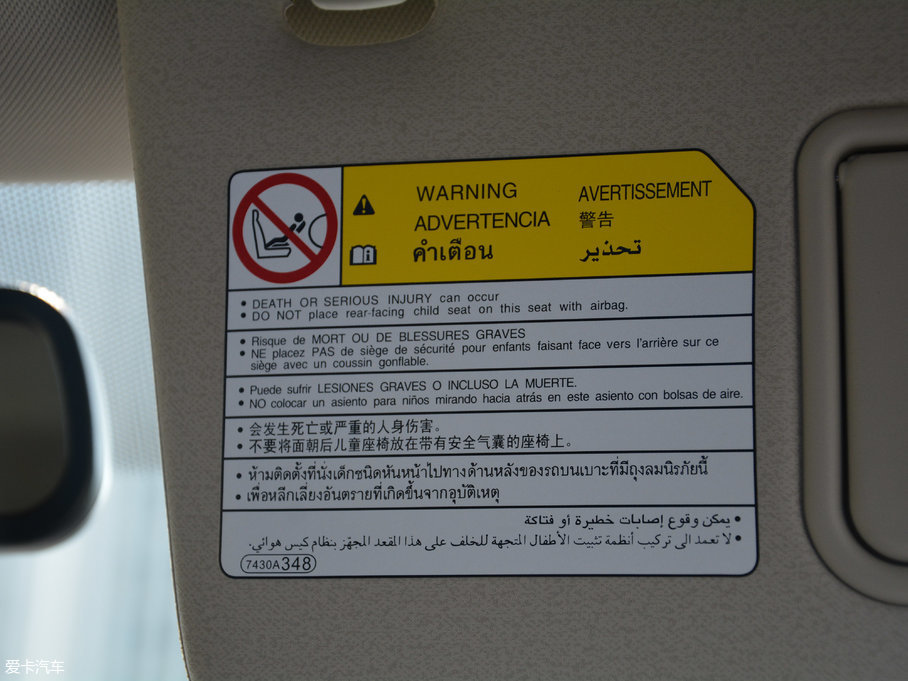 WARNING AVERTISSEMENT
ADVERTENCIA 警告
คำเตือน تحذير
• DEATH OR SERIOUS INJURY can occur
• DO NOT place rear-facing child seat on this seat with airbag.
• Risque de MORT OU DE BLESSURES GRAVES
• NE placez PAS de siège de sécurité pour enfants faisant face vers l'arrière sur ce
siège avec un coussin gonflable.
• Puede sufrir LESIONES GRAVES O INCLUSO LA MUERTE.
• NO colocar un asiento para niños mirando hacia atrás en este asiento con bolsas de aire.
• 会发生死亡或严重的人身伤害。
• 不要将面朝后儿童座椅放在带有安全气囊的座椅上。
• ห้ามติดตั้งที่นั่งเด็กชนิดหันหน้าไปทางด้านหลังของรถบนเบาะที่มีถุงลมนิรภัยนี้
• เพื่อหลีกเลี่ยงอันตรายที่เกิดขึ้นจากอุบัติเหตุ
• يمكن وقوع إصابات خطيرة أو فتاكة
• لا تعمد الى تركيب أنظمة تثبيت الأطفال المتجهة للخلف على هذا المقعد المجهّز بنظام كيس هوائي.
7430A348
爱卡汽车